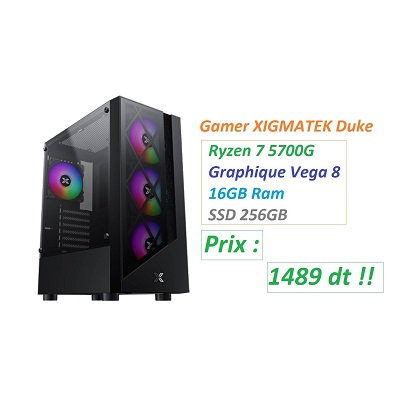 Gamer XIGMATEK Duke
Ryzen 7 5700G
Graphique Vega 8
16GB Ram
SSD 256GB
Prix :
1489 dt !!